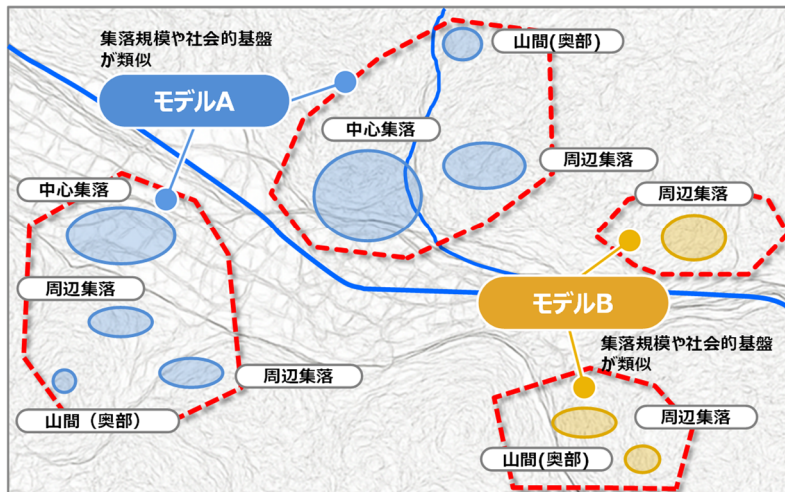 集落規模や社会的基盤
が類似
モデルA
山間(奥部)
中心集落
周辺集落
中心集落
周辺集落
周辺集落
山間（奥部）
周辺集落
モデルB
集落規模や社会的基盤
が類似
周辺集落
山間(奥部)